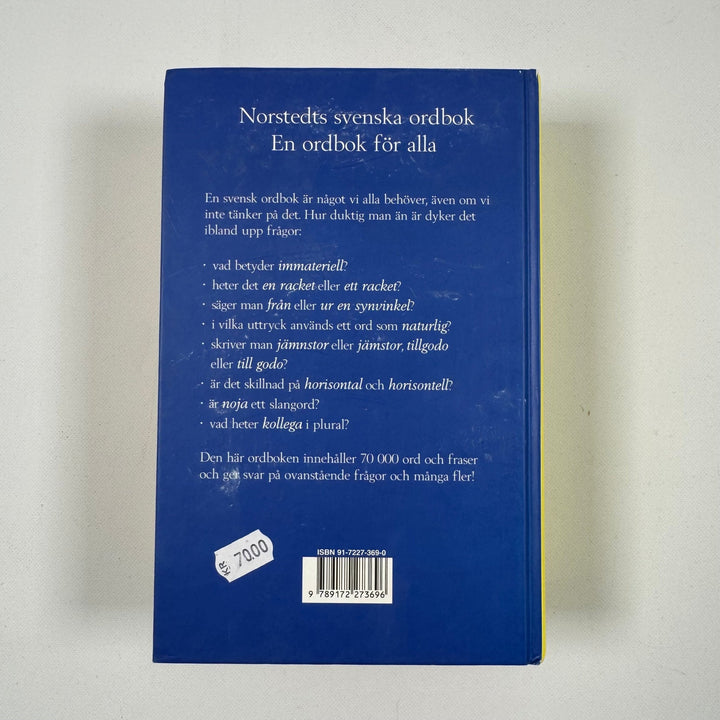 Norstedts svenska ordbok
En ordbok för alla
En svensk ordbok är något vi alla behöver, även om vi
inte tänker på det. Hur duktig man än är dyker det
ibland upp frågor:
· vad betyder immateriell?
· heter det en racket eller ett racket?
· säger man från eller ur en synvinkel?
· i vilka uttryck används ett ord som naturlig?
· skriver man jämnstor eller jämstor, tillgodo
eller till godo?
· är det skillnad på horisontal och horisontell?
· är noja ett slangord?
· vad heter kollega i plural?
Den här ordboken innehåller 70 000 ord och fraser
och ger svar på ovanstående frågor och många fler!
KR 70.00
ISBN 91-7227-369-0
9 789172 273696